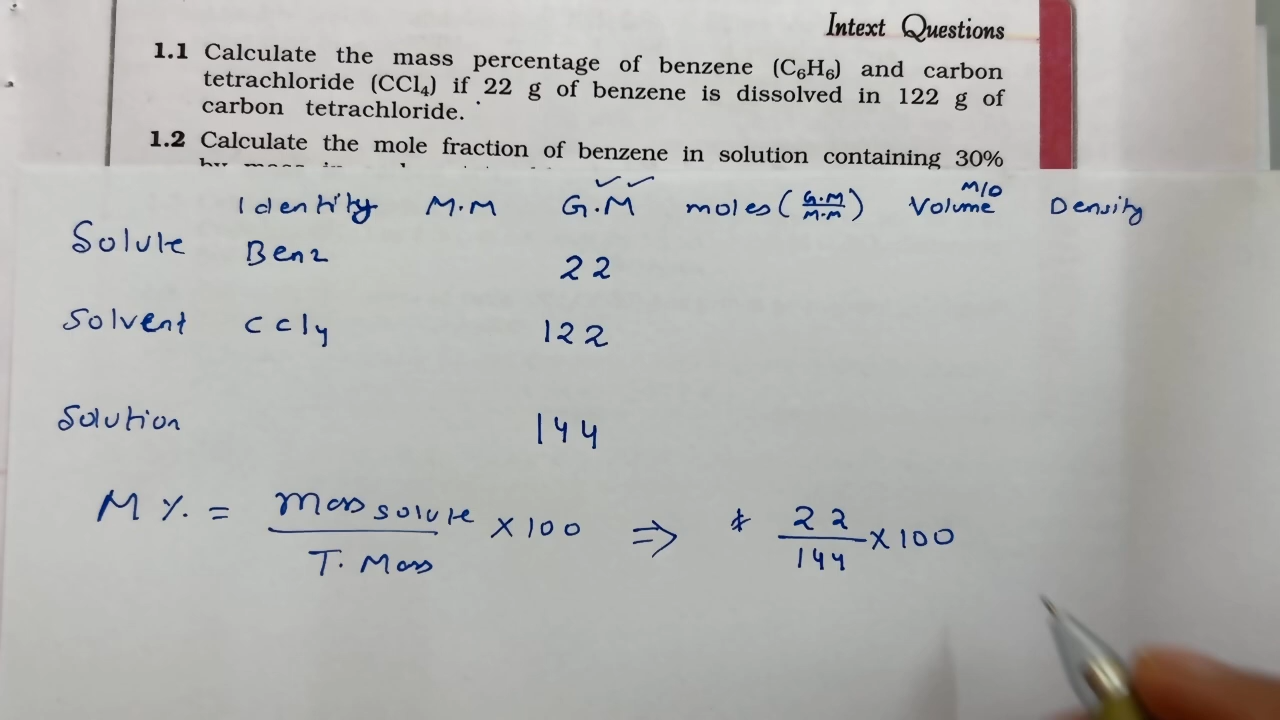 Intext Questions
1.1 Calculate the mass percentage of benzene (C₆H₆) and carbon
tetrachloride (CCl₄) if 22 g of benzene is dissolved in 122 g of
carbon tetrachloride.
1.2 Calculate the mole fraction of benzene in solution containing 30%
Identity M.M G.M moles (G.M/M.M) Volume M/D Density
Solute Benz 22
Solvent CCl4 122
Solution 144
M % = mass solute / T. Mass × 100 ⇒ * 22/144 × 100